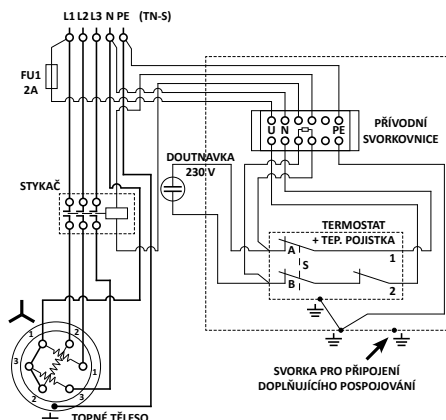 L1 L2 L3 N PE (TN-S)
FU1
2A
U N PE
PŘÍVODNÍ
SVORKOVNICE
DOUTNAVKA
230 V
STYKAČ
TERMOSTAT
+ TEP. POJISTKA
A
1
S
B
2
1
2
3
1
2
3
SVORKA PRO PŘIPOJENÍ
DOPLŇUJÍCÍHO POSPOJOVÁNÍ
TOPNÉ TĚLESO